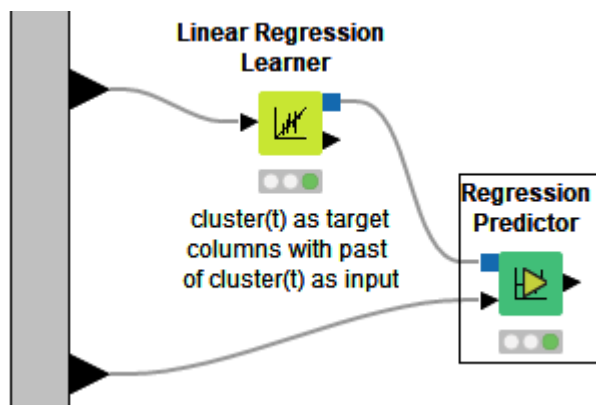 Linear Regression
Learner
cluster(t) as target
columns with past
of cluster(t) as input
Regression
Predictor